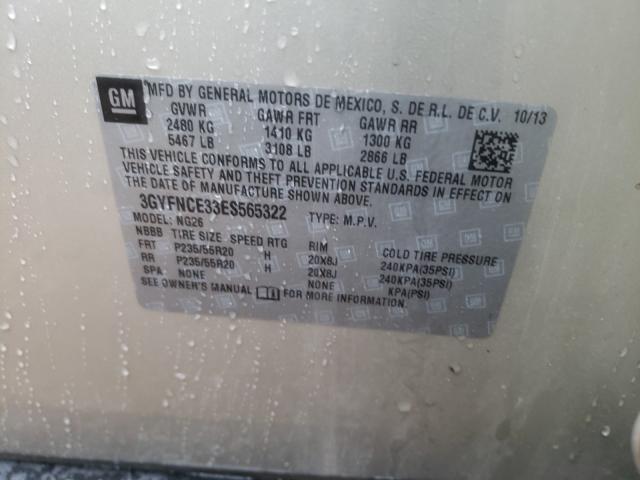 GM
MFD BY GENERAL MOTORS DE MEXICO, S. DE R.L. DE C.V. 10/13
GVWR GAWR FRT GAWR RR
2480 KG 1410 KG 1300 KG
5467 LB 3108 LB 2866 LB
THIS VEHICLE CONFORMS TO ALL APPLICABLE U.S. FEDERAL MOTOR
VEHICLE SAFETY AND THEFT PREVENTION STANDARDS IN EFFECT ON
THE DATE OF MANUFACTURE SHOWN ABOVE.
3GYFNCE33ES565322 TYPE: M.P.V.
MODEL: NG26
NBBB TIRE SIZE SPEED RTG RIM COLD TIRE PRESSURE
FRT P235/55R20 H 20X8J 240KPA(35PSI)
RR P235/55R20 H 20X8J 240KPA(35PSI)
SPA NONE NONE KPA(PSI)
SEE OWNER'S MANUAL FOR MORE INFORMATION.